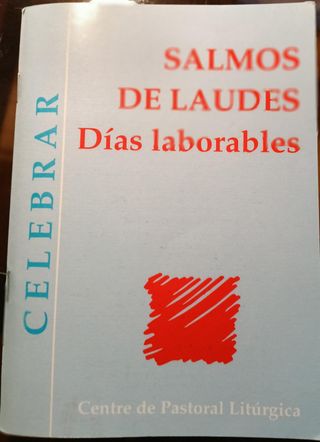 SALMOS
DE LAUDES
Días laborables
CELEBRAR
Centre de Pastoral Litúrgica